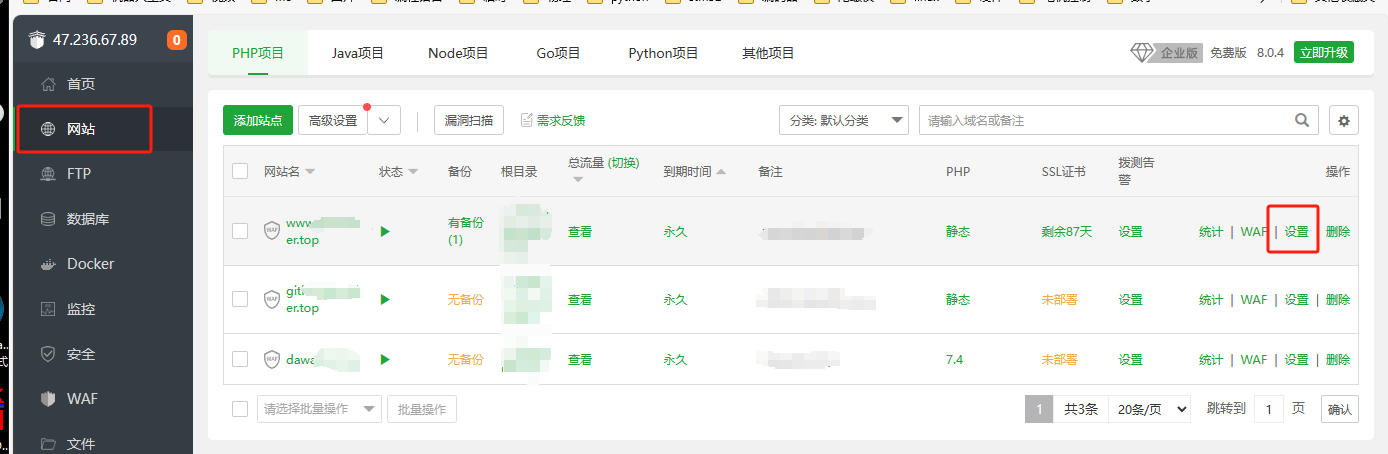 47.236.67.89 0
首页
网站
FTP
数据库
Docker
监控
安全
WAF
文件
PHP项目 Java项目 Node项目 Go项目 Python项目 其他项目 企业版 免费版 8.0.4 立即升级
添加站点 高级设置 漏洞扫描 需求反馈 分类: 默认分类 请输入域名或备注
网站名 状态 备份 根目录 总流量 (切换) 到期时间 备注 PHP SSL证书 拨测告
警 操作
WAF www 有备份 查看 永久 静态 剩余87天 设置 统计 | WAF | 设置 | 删除
er.top (1)
WAF 无备份 查看 永久 静态 未部署 设置 统计 | WAF | 设置 | 删除
er.top
WAF dawa 无备份 查看 永久 7.4 未部署 设置 统计 | WAF | 设置 | 删除
请选择批量操作 批量操作 1 共3条 20条/页 跳转到 1 页 确认